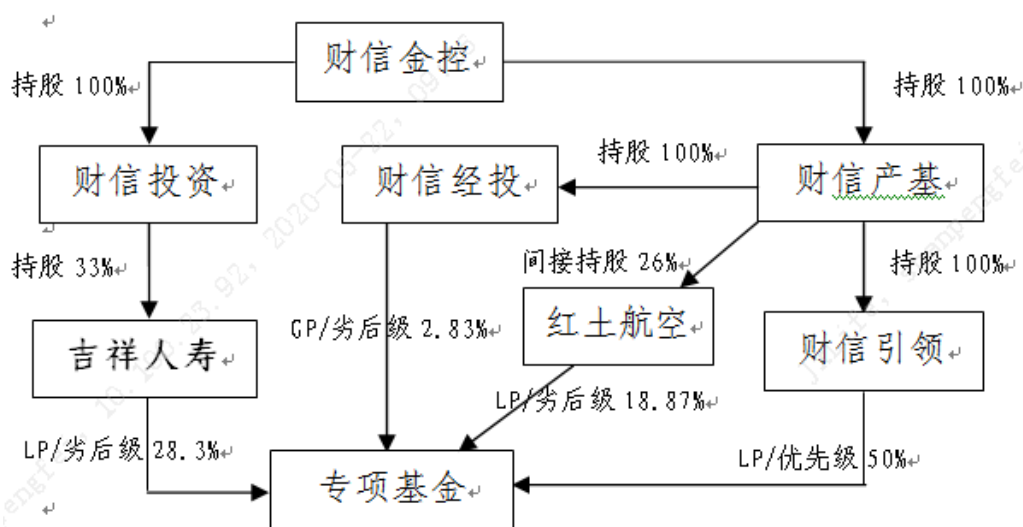 财信金控
持股 100%
持股 100%
财信投资
财信经投
持股 100%
财信产基
持股 33%
间接持股 26%
持股 100%
吉祥人寿
GP/劣后级 2.83%
红土航空
财信引领
LP/劣后级 28.3%
LP/劣后级 18.87%
LP/优先级 50%
专项基金